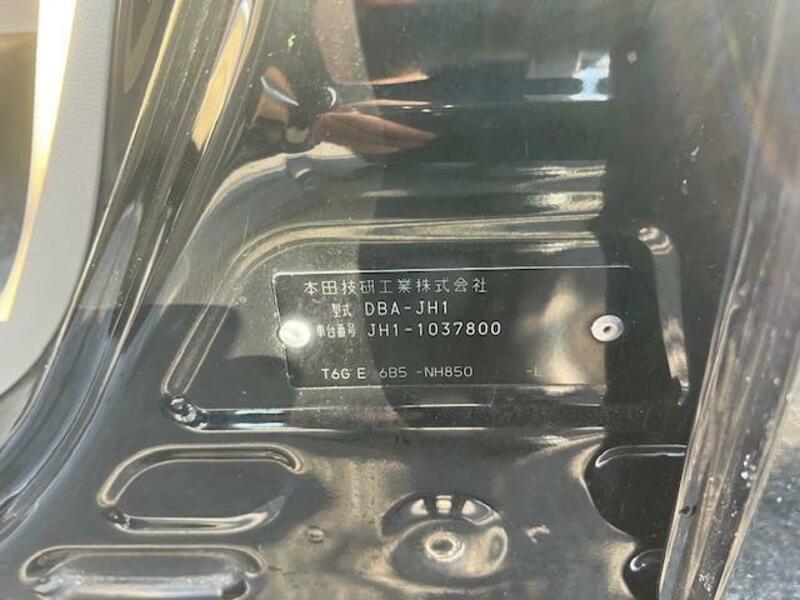 本田技研工業株式会社
型式 DBA-JH1
車台番号 JH1-1037800
T6G E 6B5 -NH850 -L